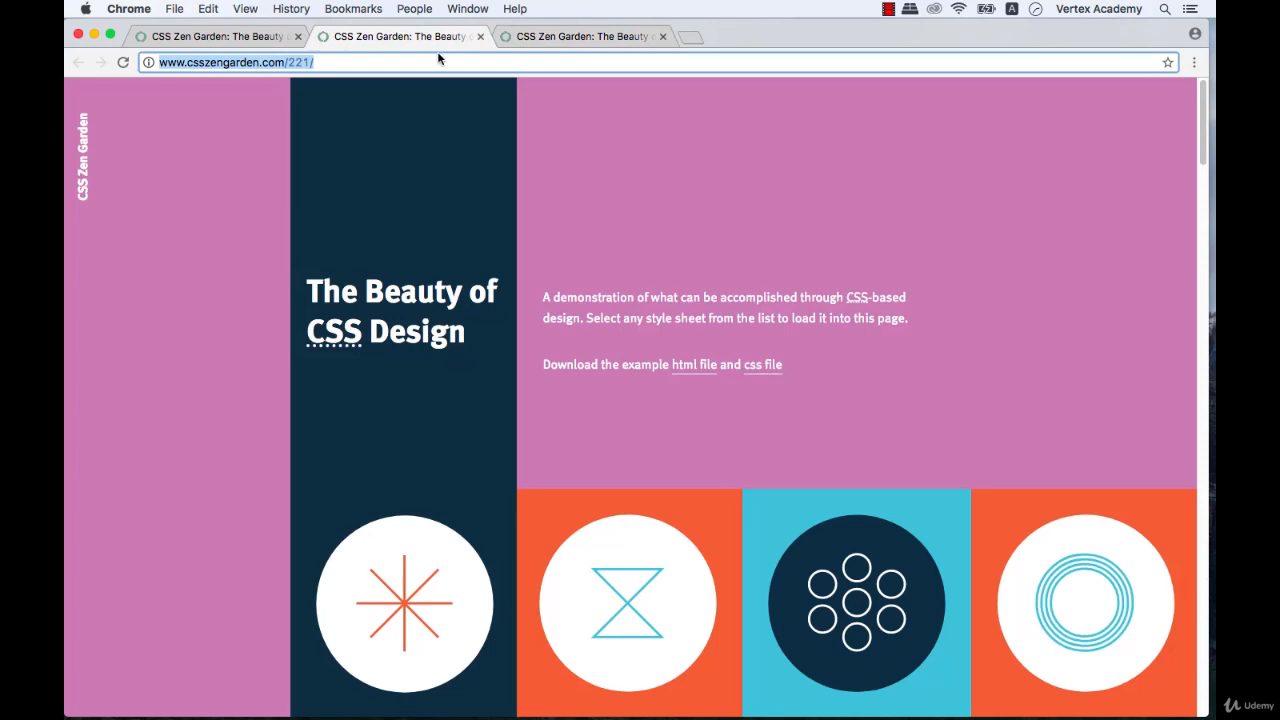 Chrome File Edit View History Bookmarks People Window Help A Vertex Academy
CSS Zen Garden: The Beauty CSS Zen Garden: The Beauty CSS Zen Garden: The Beauty
www.csszengarden.com/221/
CSS Zen Garden
The Beauty of
CSS Design
A demonstration of what can be accomplished through CSS-based
design. Select any style sheet from the list to load it into this page.
Download the example html file and css file
Udemy